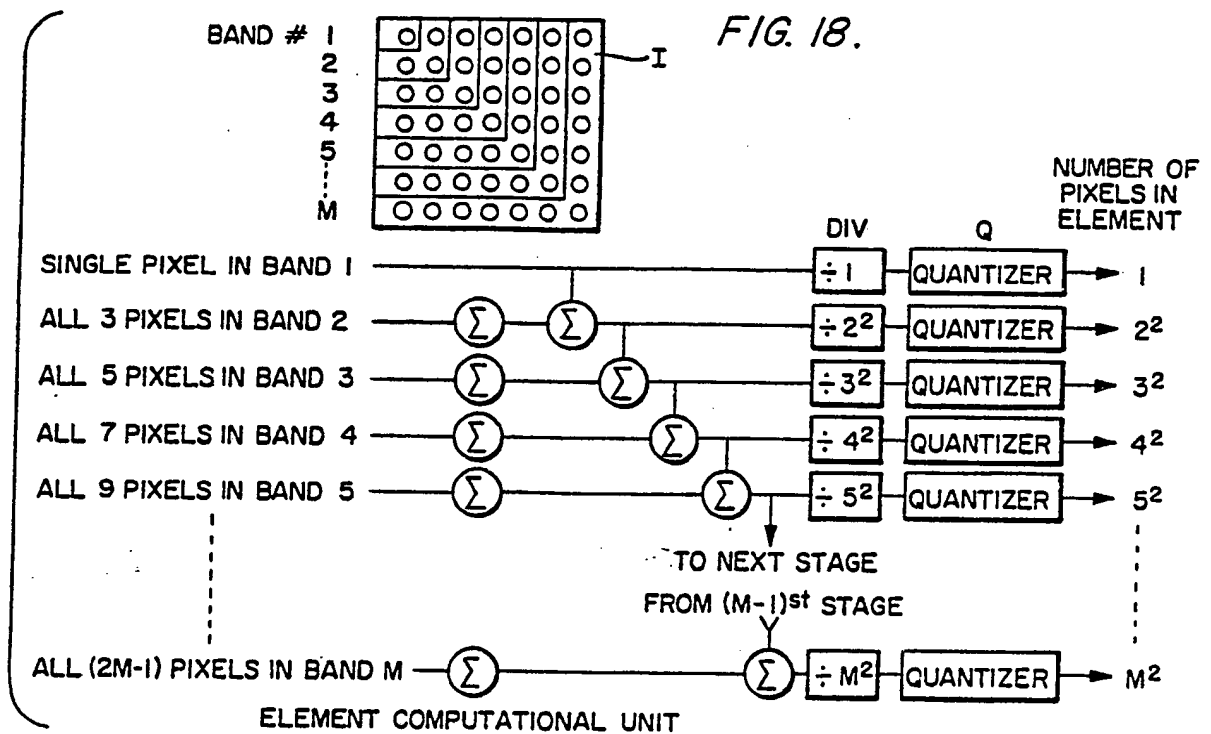 FIG. 18.
BAND # 1
2
3
4
5
M
I
NUMBER OF
PIXELS IN
ELEMENT
DIV
Q
SINGLE PIXEL IN BAND 1
÷ 1
QUANTIZER
1
ALL 3 PIXELS IN BAND 2
Σ
Σ
÷ 2²
QUANTIZER
2²
ALL 5 PIXELS IN BAND 3
Σ
Σ
÷ 3²
QUANTIZER
3²
ALL 7 PIXELS IN BAND 4
Σ
Σ
÷ 4²
QUANTIZER
4²
ALL 9 PIXELS IN BAND 5
Σ
Σ
÷ 5²
QUANTIZER
5²
TO NEXT STAGE
FROM (M-1)st STAGE
ALL (2M-1) PIXELS IN BAND M
Σ
Σ
÷ M²
QUANTIZER
M²
ELEMENT COMPUTATIONAL UNIT